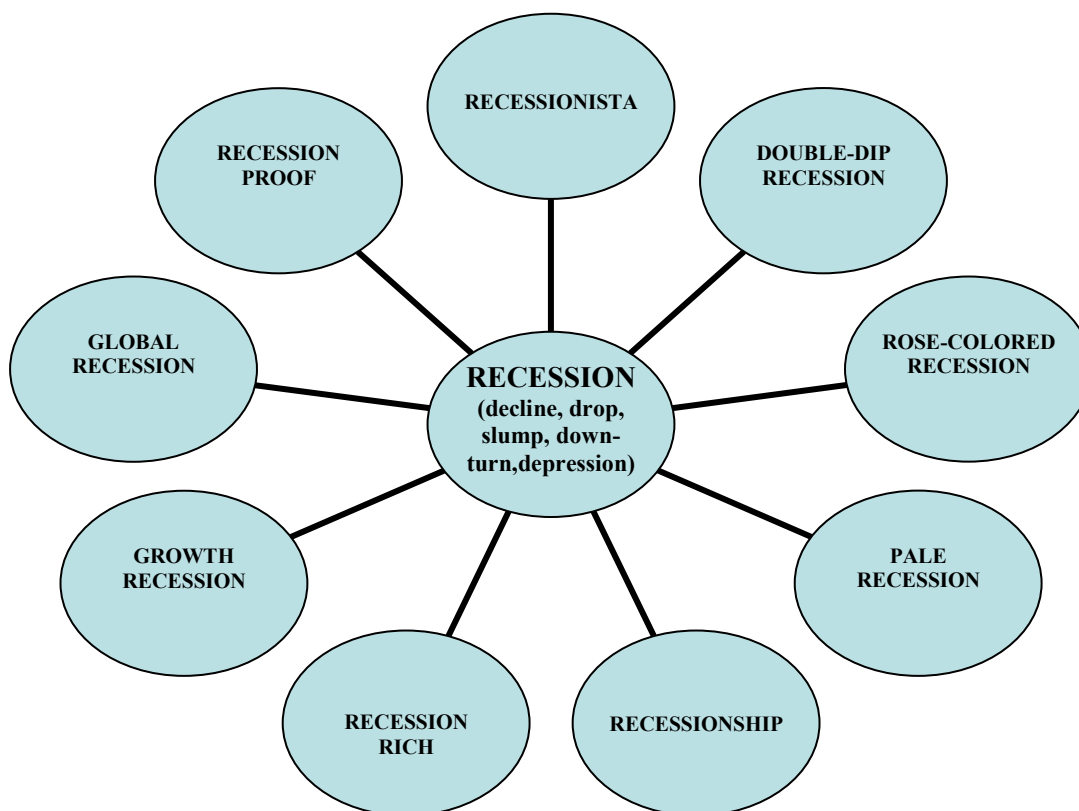 RECESSIONISTA
DOUBLE-DIP
RECESSION
ROSE-COLORED
RECESSION
PALE
RECESSION
RECESSIONSHIP
RECESSION
RICH
GROWTH
RECESSION
GLOBAL
RECESSION
RECESSION
PROOF
RECESSION
(decline, drop,
slump, down-
turn,depression)